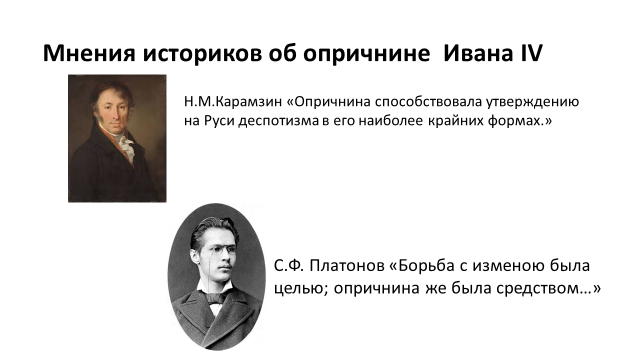 Мнения историков об опричнине Ивана IV
Н.М.Карамзин «Опричнина способствовала утверждению
на Руси деспотизма в его наиболее крайних формах.»
С.Ф. Платонов «Борьба с изменою была
целью; опричнина же была средством…»